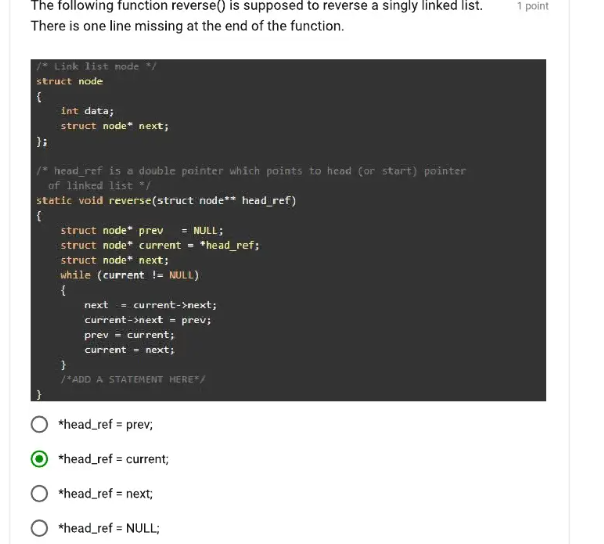 The following function reverse() is supposed to reverse a singly linked list.
1 point
There is one line missing at the end of the function.
/* Link list node */
struct node
{
int data;
struct node* next;
};
/* head_ref is a double pointer which points to head (or start) pointer
of linked list */
static void reverse(struct node** head_ref)
{
struct node* prev = NULL;
struct node* current = *head_ref;
struct node* next;
while (current != NULL)
{
next = current->next;
current->next = prev;
prev = current;
current = next;
}
/*ADD A STATEMENT HERE*/
}
*head_ref = prev;
*head_ref = current;
*head_ref = next;
*head_ref = NULL;